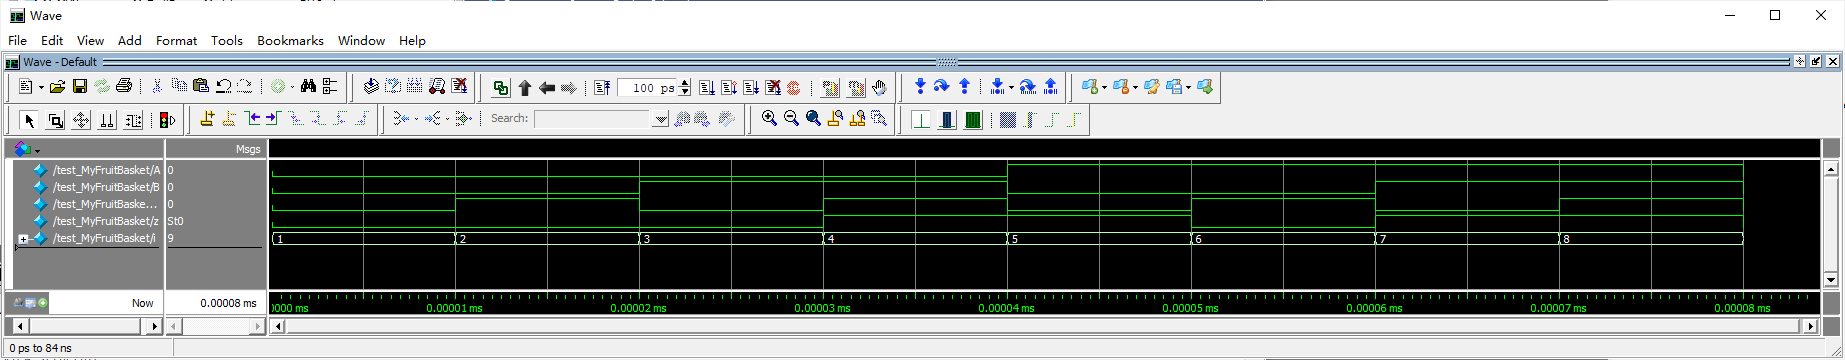 Wave
File Edit View Add Format Tools Bookmarks Window Help
Wave - Default
100 ps
Search:
Msgs
/test_MyFruitBasket/A 0
/test_MyFruitBasket/B 0
/test_MyFruitBaske... 0
/test_MyFruitBasket/z St0
/test_MyFruitBasket/i 9 1 2 3 4 5 6 7 8
Now 0.00008 ms 0000 ms 0.00001 ms 0.00002 ms 0.00003 ms 0.00004 ms 0.00005 ms 0.00006 ms 0.00007 ms 0.00008 ms
0 ps to 84 ns